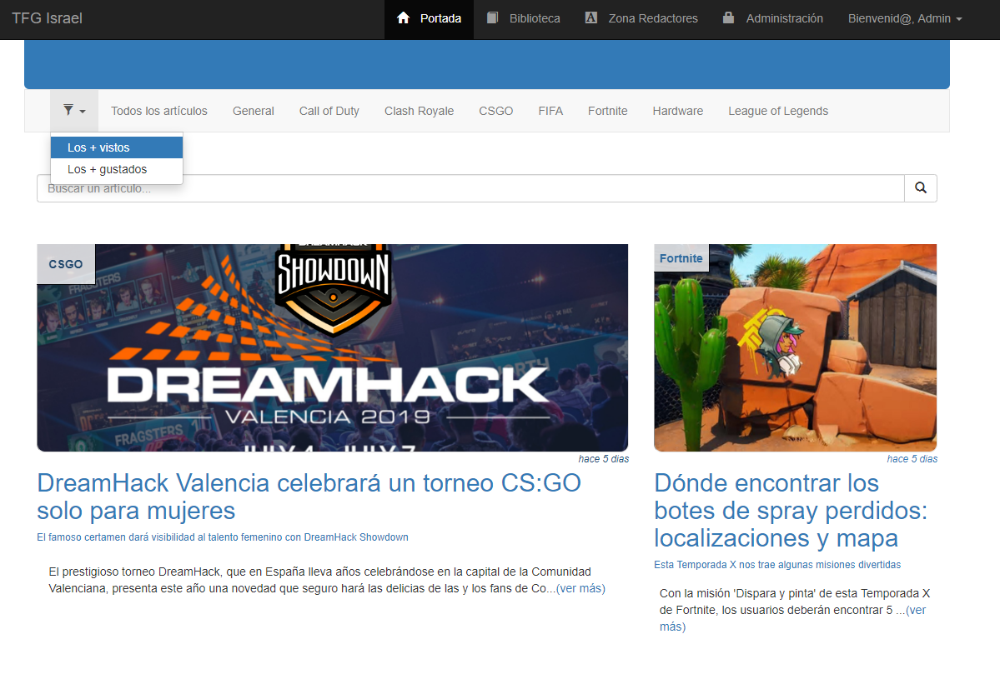 TFG Israel
Portada
Biblioteca
Zona Redactores
Administración
Bienvenid@, Admin
Todos los artículos
General
Call of Duty
Clash Royale
CSGO
FIFA
Fortnite
Hardware
League of Legends
Los + vistos
Los + gustados
Buscar un artículo...
CSGO
FRAGSTERS
DREAMHACK
SHOWDOWN
DREAMHACK
VALENCIA 2019
FRAGSTERS
JULY 4 - JULY 7
hace 5 dias
DreamHack Valencia celebrará un torneo CS:GO
solo para mujeres
El famoso certamen dará visibilidad al talento femenino con DreamHack Showdown
El prestigioso torneo DreamHack, que en España lleva años celebrándose en la capital de la Comunidad
Valenciana, presenta este año una novedad que seguro hará las delicias de las y los fans de Co...(ver más)
Fortnite
hace 5 dias
Dónde encontrar los
botes de spray perdidos:
localizaciones y mapa
Esta Temporada X nos trae algunas misiones divertidas
Con la misión 'Dispara y pinta' de esta Temporada X
de Fortnite, los usuarios deberán encontrar 5 ...(ver
más)